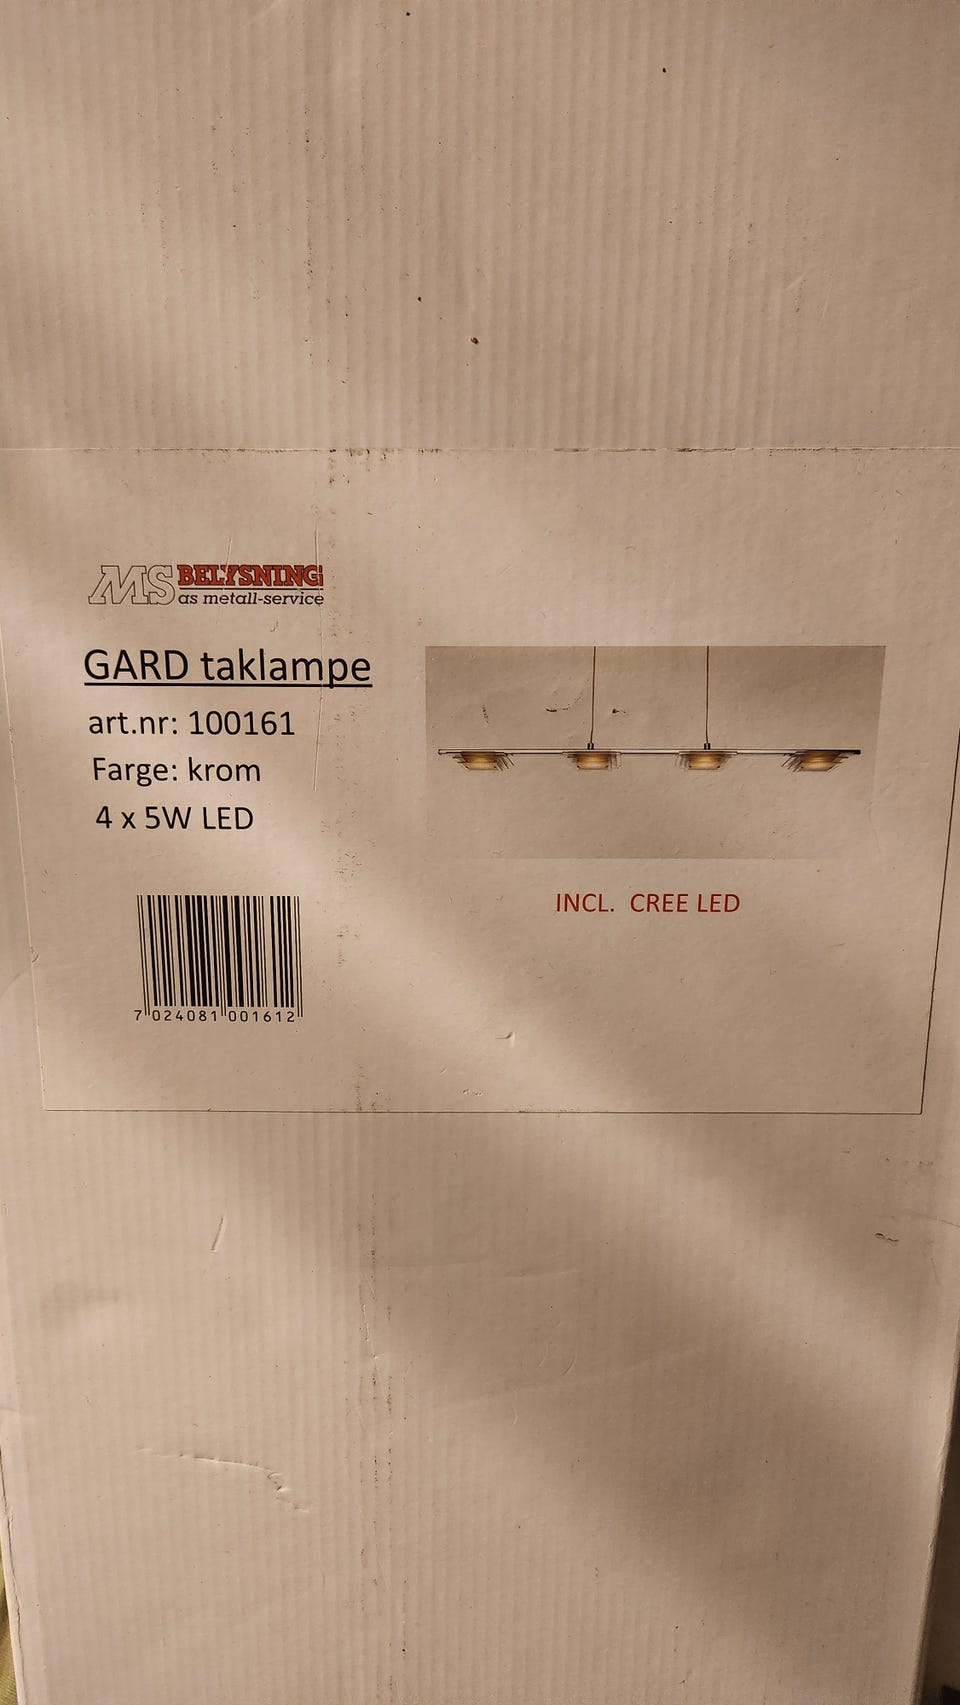 MS BELYSNING
as metall-service
GARD taklampe
art.nr: 100161
Farge: krom
4 x 5W LED
INCL. CREE LED
7 024081 001612